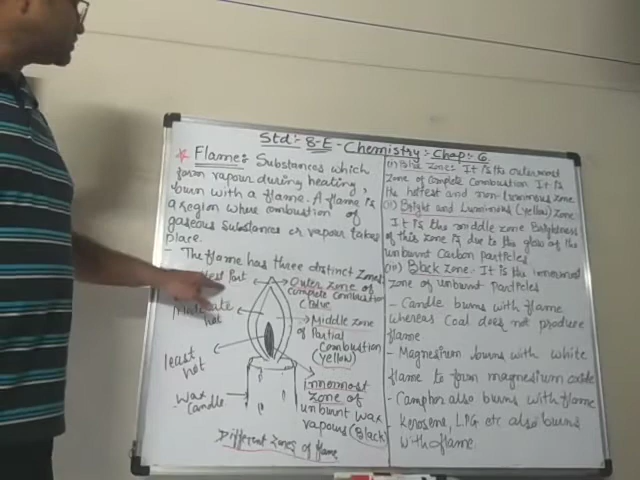 Std:- 8-E - Chemistry:- Chap: 6.
* Flame: Substances which
form vapour during heating,
burn with a flame. A flame is
a region where combustion of
gaseous substances or vapour takes
place.
- The flame has three distinct zones
Part
Outer zone of
complete combustion
(blue
Moderate
hot
Middle zone
of Partial
Combustion
(yellow)
least
hot
innermost
zone of
unburnt wax
vapours (Black)
Wax
candle
Different zones of flame
(i) Blue zone: It is the outermost
zone of complete combustion It is
the hottest and non-luminous zone
(ii) Bright and Luminious (yellow) zone
It is the middle zone Brightness
of this zone is due to the glow of the
unburnt Carbon particles
(iii) Black zone: It is the innermost
zone of unburnt particles
- Candle burns with flame
whereas Coal does not produce
flame
- Magnesium burns with white
flame to form magnesium oxide
- Camphor also burns with flame
- Kerosene, LPG etc also burns
with flame.